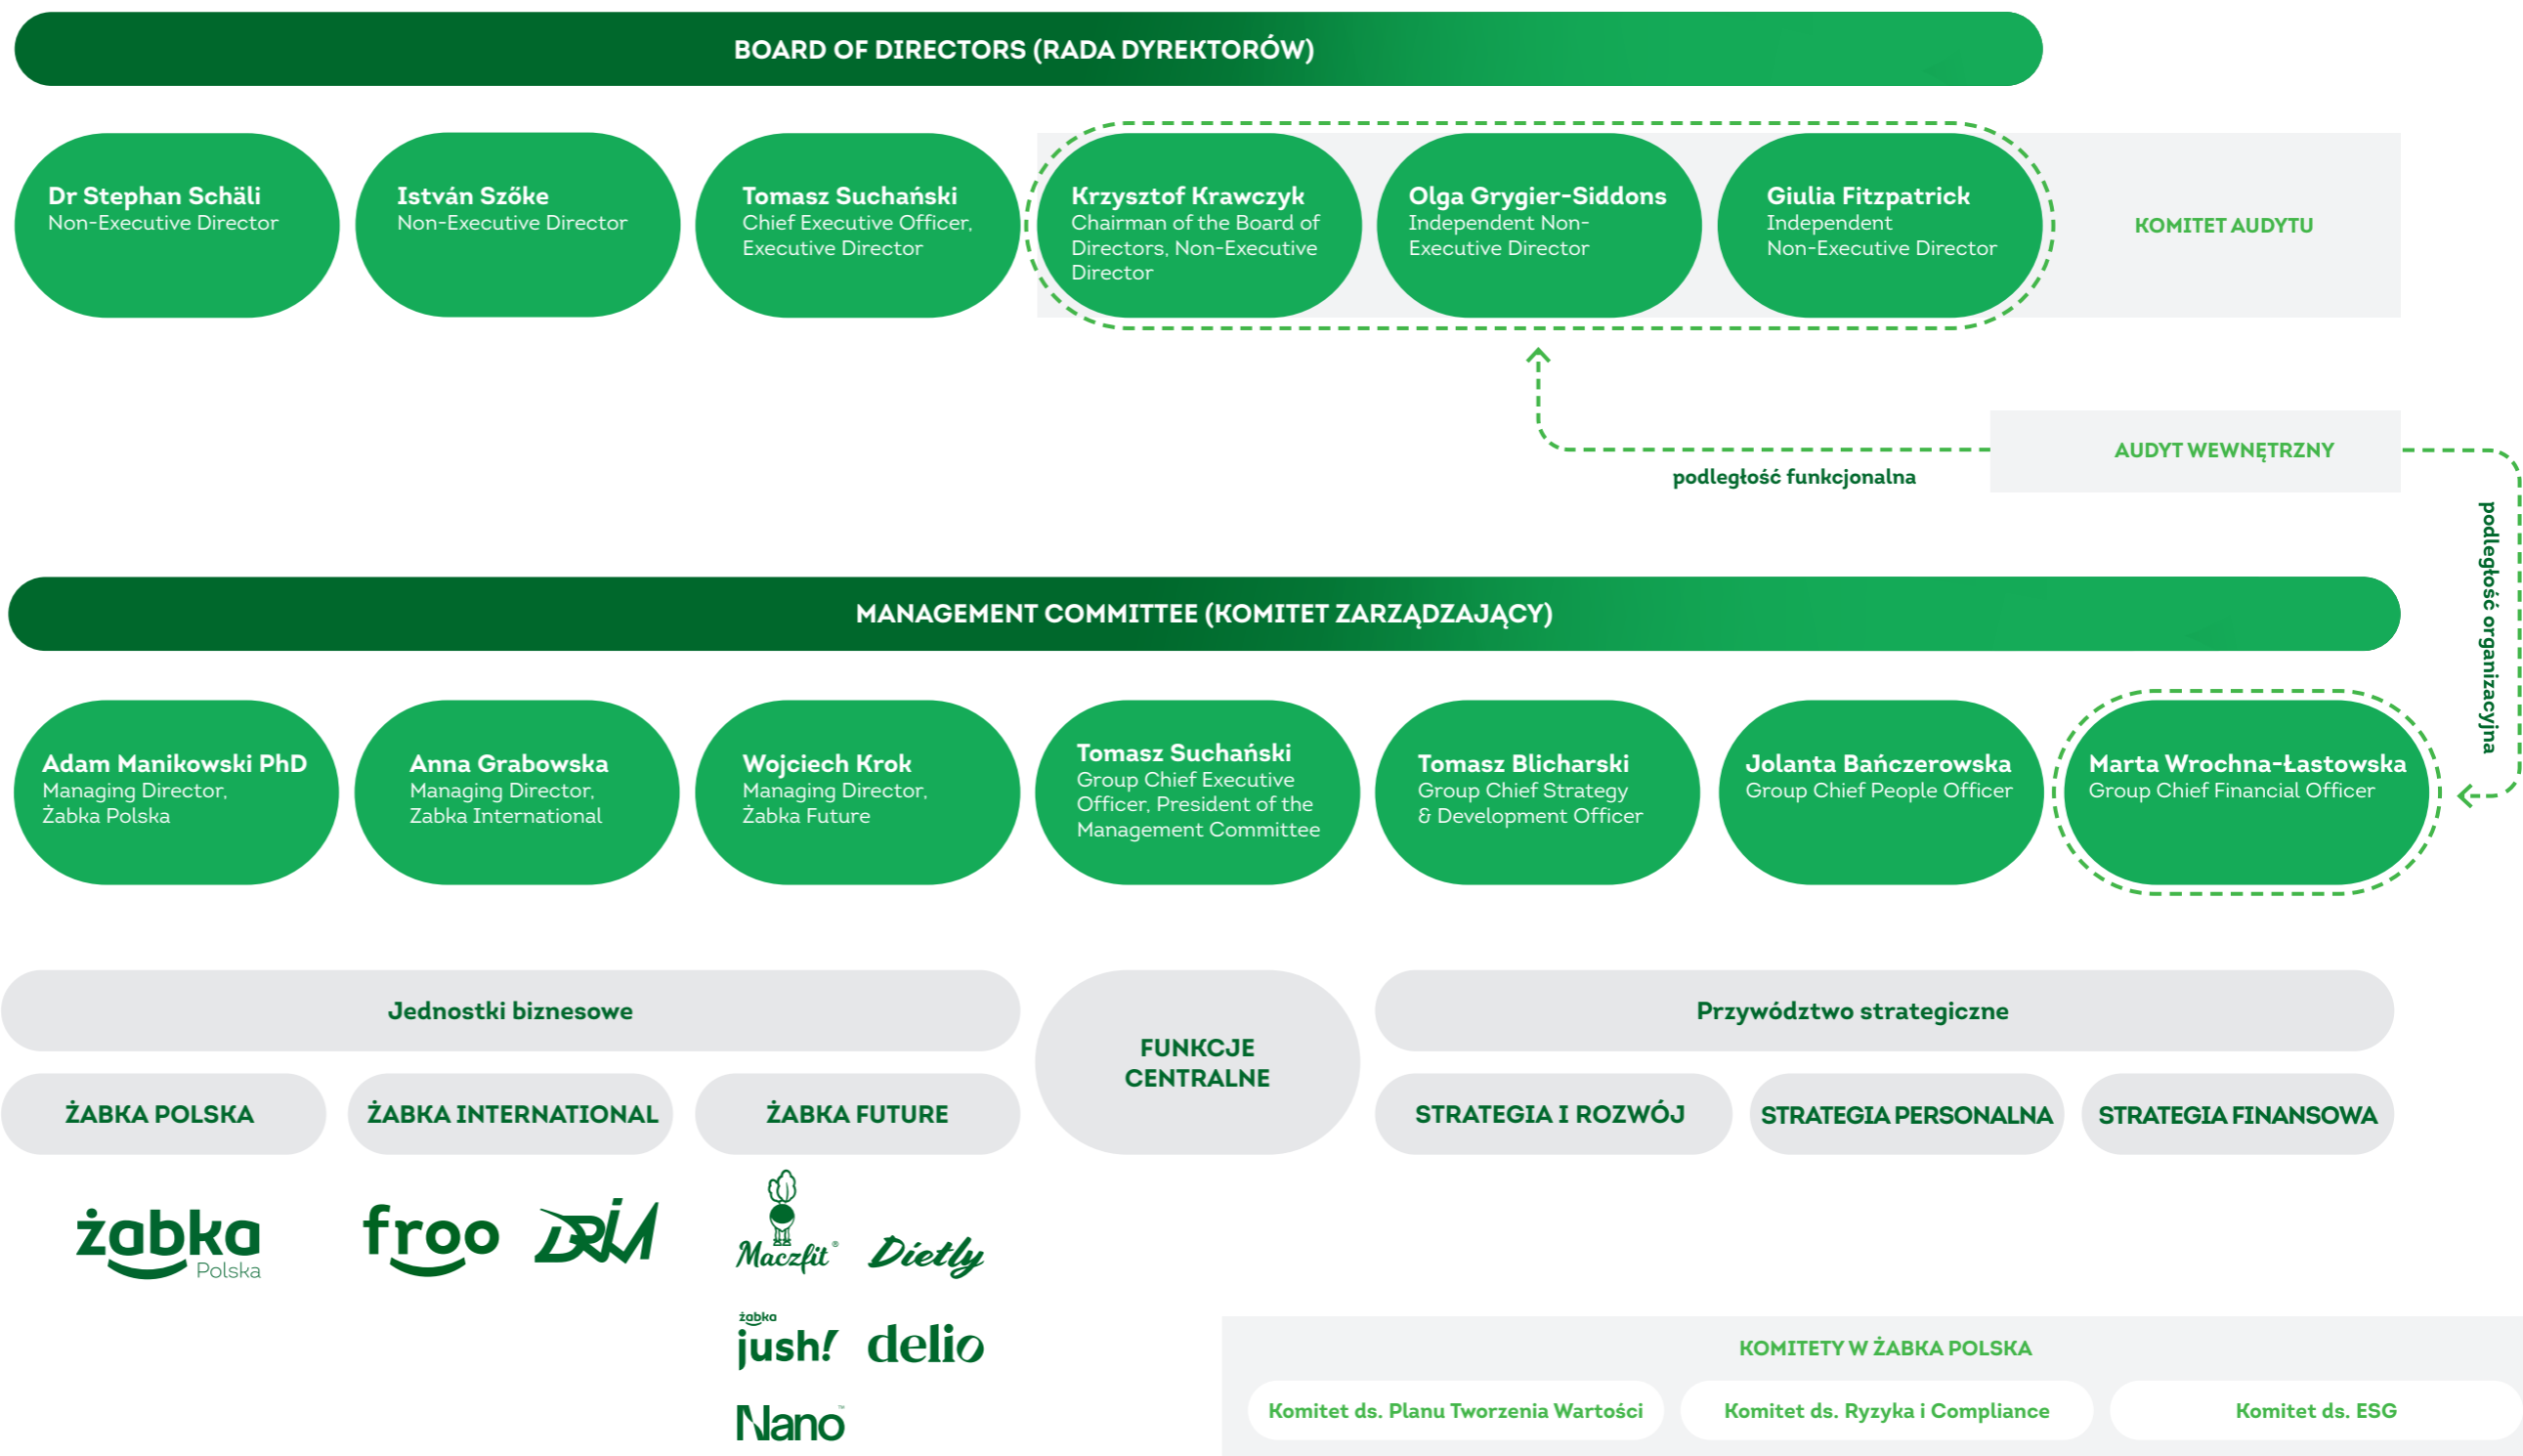 BOARD OF DIRECTORS (RADA DYREKTORÓW)
Dr Stephan Schäli
Non-Executive Director
István Szőke
Non-Executive Director
Tomasz Suchański
Chief Executive Officer,
Executive Director
Krzysztof Krawczyk
Chairman of the Board of
Directors, Non-Executive
Director
Olga Grygier-Siddons
Independent Non-
Executive Director
Giulia Fitzpatrick
Independent
Non-Executive Director
KOMITET AUDYTU
AUDYT WEWNĘTRZNY
podległość funkcjonalna
podległość organizacyjna
MANAGEMENT COMMITTEE (KOMITET ZARZĄDZAJĄCY)
Adam Manikowski PhD
Managing Director,
Żabka Polska
Anna Grabowska
Managing Director,
Zabka International
Wojciech Krok
Managing Director,
Żabka Future
Tomasz Suchański
Group Chief Executive
Officer, President of the
Management Committee
Tomasz Blicharski
Group Chief Strategy
& Development Officer
Jolanta Bańczerowska
Group Chief People Officer
Marta Wrochna-Łastowska
Group Chief Financial Officer
Jednostki biznesowe
FUNKCJE
CENTRALNE
Przywództwo strategiczne
ŻABKA POLSKA
ŻABKA INTERNATIONAL
ŻABKA FUTURE
STRATEGIA I ROZWÓJ
STRATEGIA PERSONALNA
STRATEGIA FINANSOWA
żabka
Polska
froo
DRiM
Maczfit®
Dietly
żabka
jush!
delio
Nano™
KOMITETY W ŻABKA POLSKA
Komitet ds. Planu Tworzenia Wartości
Komitet ds. Ryzyka i Compliance
Komitet ds. ESG